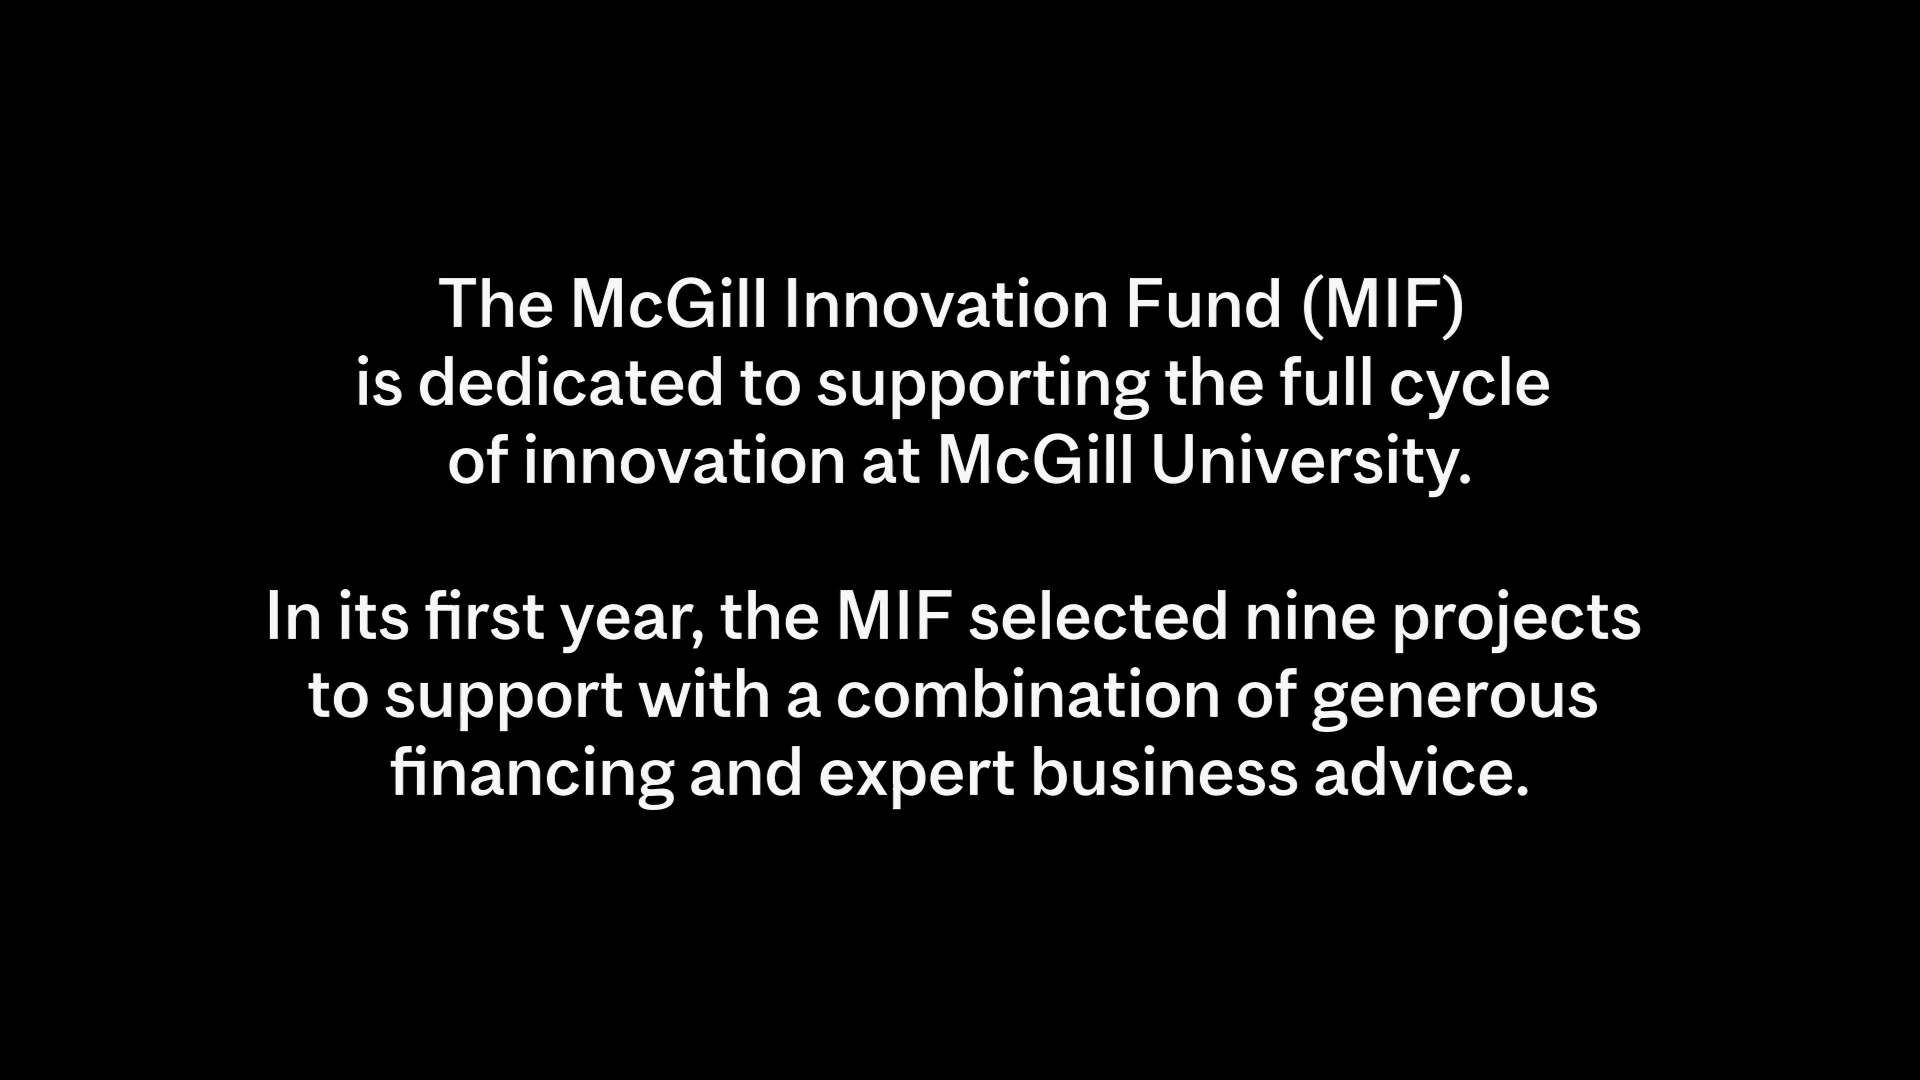 The McGill Innovation Fund (MIF)
is dedicated to supporting the full cycle
of innovation at McGill University.
In its first year, the MIF selected nine projects
to support with a combination of generous
financing and expert business advice.